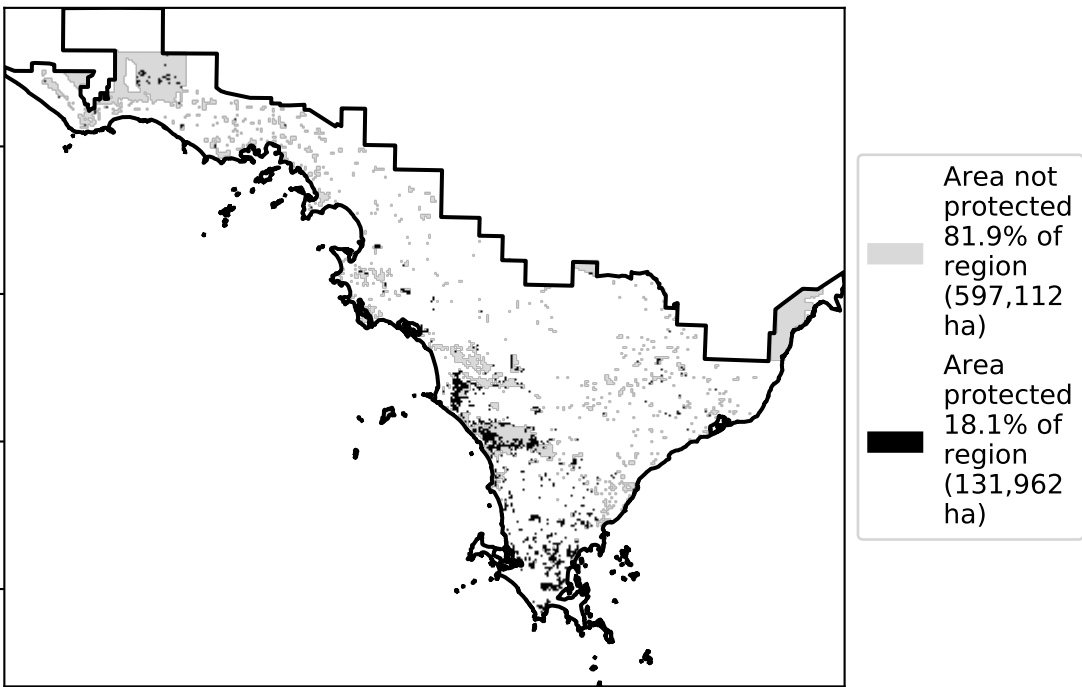 Area not
protected
81.9% of
region
(597,112
ha)
Area
protected
18.1% of
region
(131,962
ha)